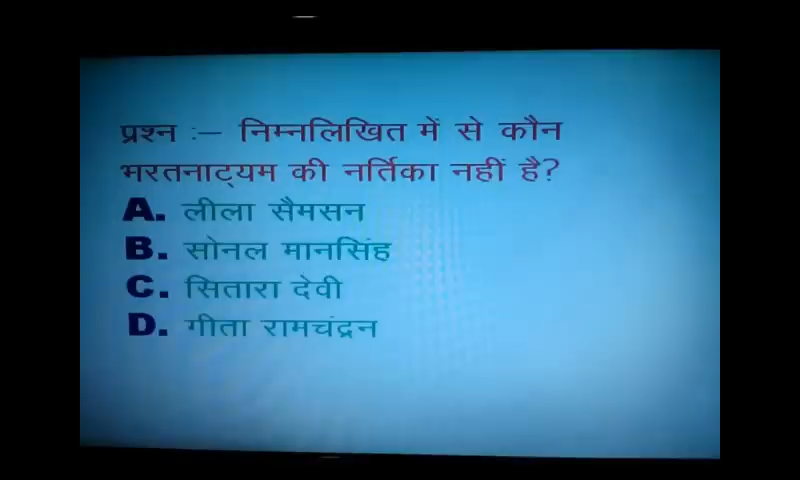 प्रश्न :– निम्नलिखित में से कौन
भरतनाट्यम की नर्तिका नहीं है?
A. लीला सैमसन
B. सोनल मानसिंह
C. सितारा देवी
D. गीता रामचंद्रन